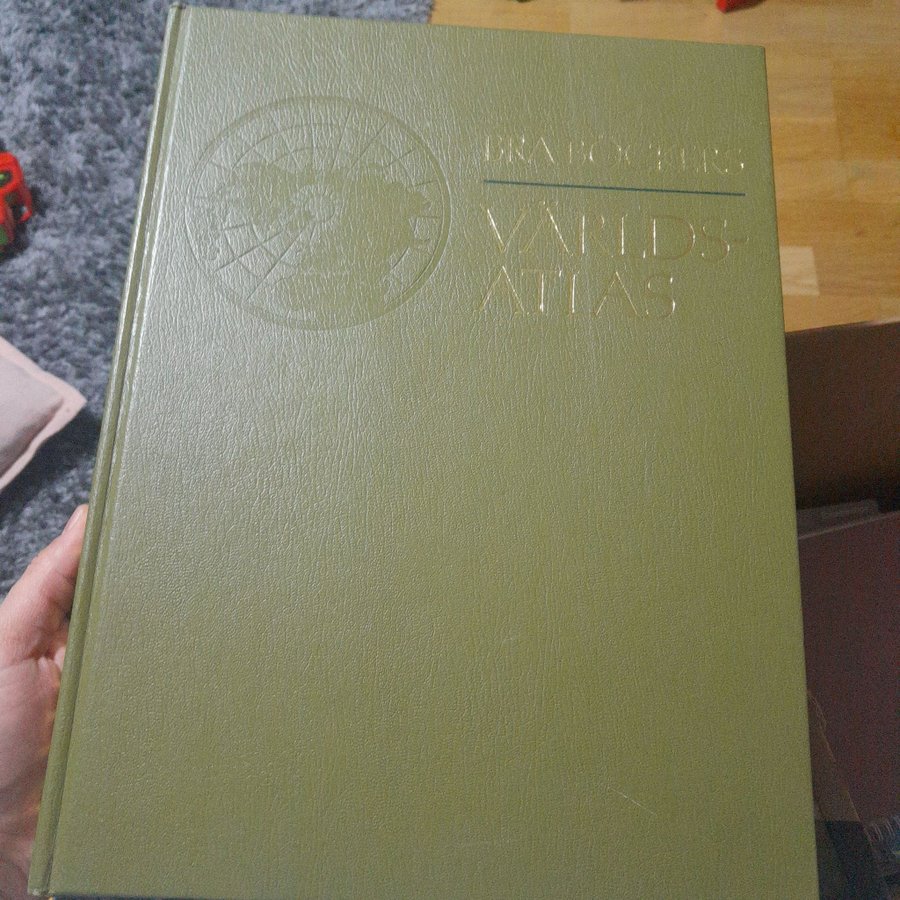 BRA BÖCKERS
VÄRLDS-
ATLAS